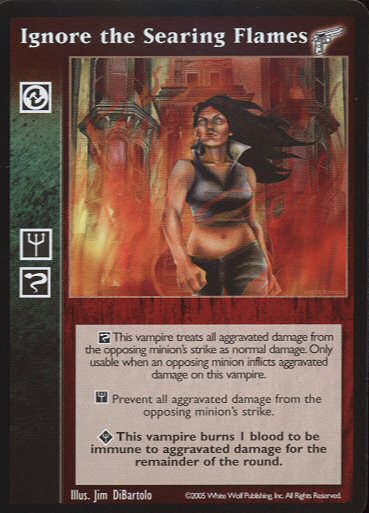 Ignore the Searing Flames
This vampire treats all aggravated damage from
the opposing minion's strike as normal damage. Only
usable when an opposing minion inflicts aggravated
damage on this vampire.
Prevent all aggravated damage from the
opposing minion's strike.
This vampire burns 1 blood to be
immune to aggravated damage for the
remainder of the round.
Illus. Jim DiBartolo
©2005 White Wolf Publishing, Inc. All Rights Reserved.